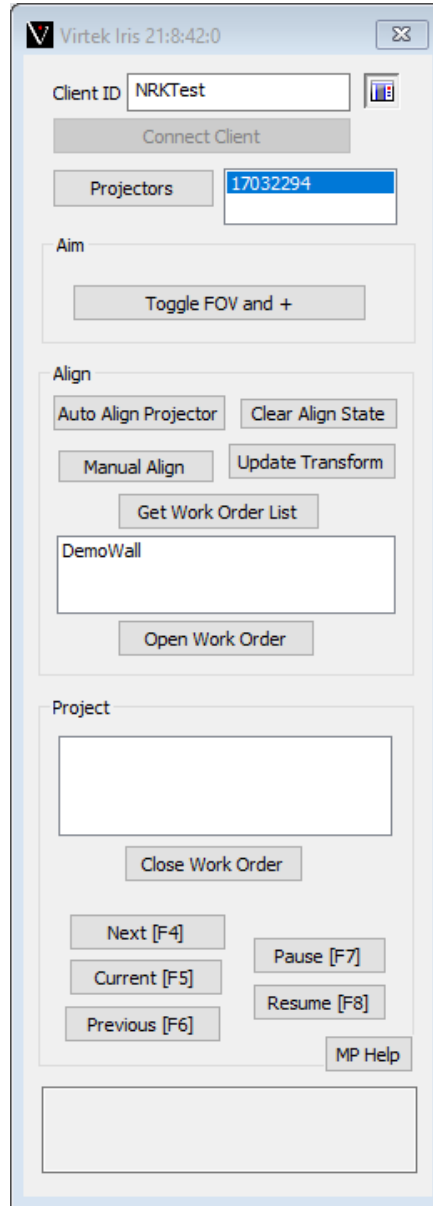 Virtek Iris 21:8:42:0
Client ID NRKTest
Connect Client
Projectors 17032294
Aim
Toggle FOV and +
Align
Auto Align Projector Clear Align State
Manual Align Update Transform
Get Work Order List
DemoWall
Open Work Order
Project
Close Work Order
Next [F4]
Pause [F7]
Current [F5]
Resume [F8]
Previous [F6]
MP Help